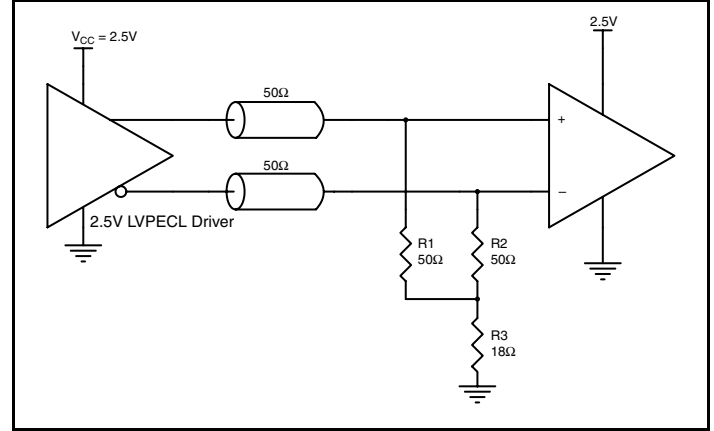 2.5V
V_CC = 2.5V
50Ω
+
50Ω
–
2.5V LVPECL Driver
R1
50Ω
R2
50Ω
R3
18Ω